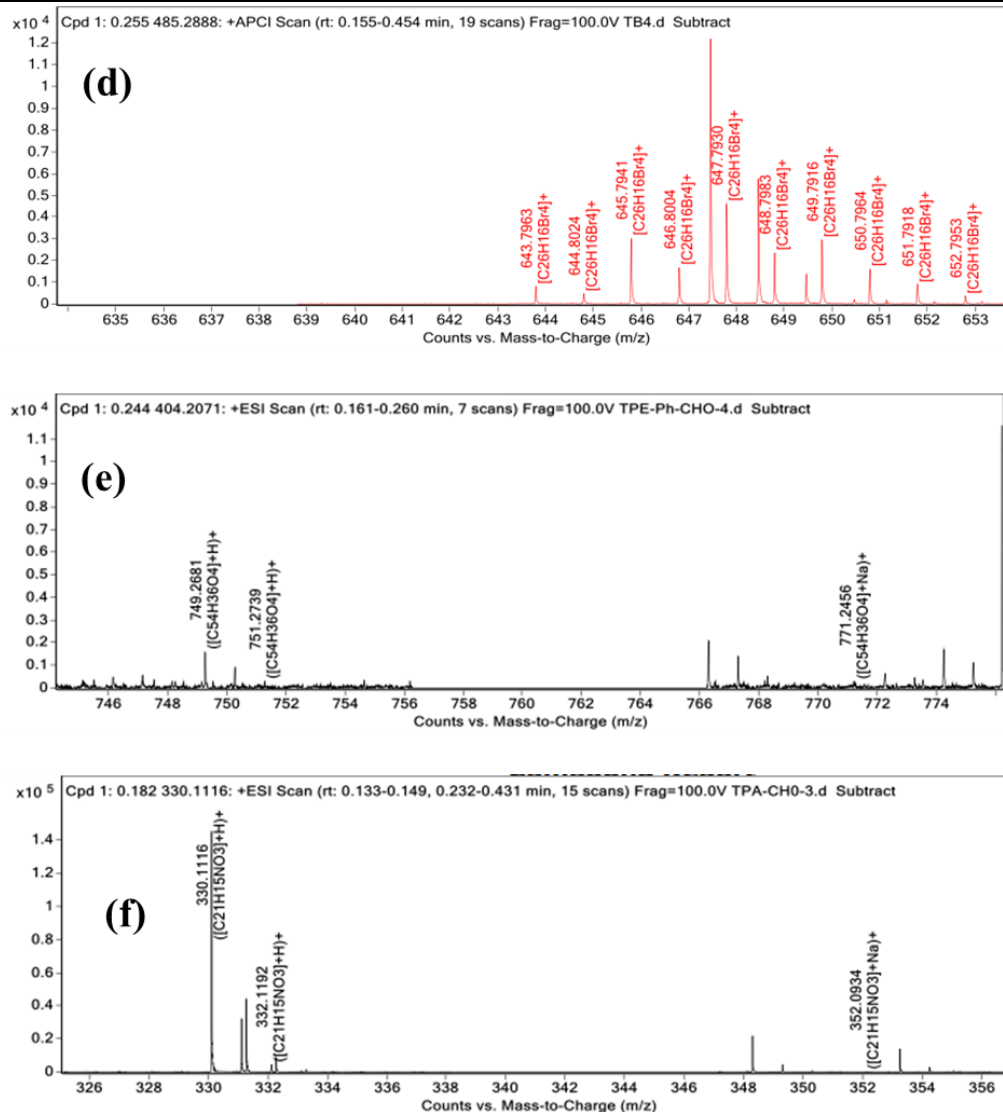 x10 4 Cpd 1: 0.255 485.2888: +APCI Scan (rt: 0.155-0.454 min, 19 scans) Frag=100.0V TB4.d Subtract
(d)
1.2
1.1
1
0.9
0.8
0.7
0.6
0.5
0.4
0.3
0.2
0.1
0
643.7963
[C26H16Br4]+
644.8024
[C26H16Br4]+
645.7941
[C26H16Br4]+
646.8004
[C26H16Br4]+
647.7930
[C26H16Br4]+
648.7983
[C26H16Br4]+
649.7916
[C26H16Br4]+
650.7964
[C26H16Br4]+
651.7918
[C26H16Br4]+
652.7953
[C26H16Br4]+
635 636 637 638 639 640 641 642 643 644 645 646 647 648 649 650 651 652 653
Counts vs. Mass-to-Charge (m/z)
x10 4 Cpd 1: 0.244 404.2071: +ESI Scan (rt: 0.161-0.260 min, 7 scans) Frag=100.0V TPE-Ph-CHO-4.d Subtract
(e)
1.1
1
0.9
0.8
0.7
0.6
0.5
0.4
0.3
0.2
0.1
0
749.2681
([C54H36O4]+H)+
751.2739
([C54H36O4]+H)+
771.2456
([C54H36O4]+Na)+
746 748 750 752 754 756 758 760 762 764 766 768 770 772 774
Counts vs. Mass-to-Charge (m/z)
x10 5 Cpd 1: 0.182 330.1116: +ESI Scan (rt: 0.133-0.149, 0.232-0.431 min, 15 scans) Frag=100.0V TPA-CH0-3.d Subtract
(f)
1.4
1.2
1
0.8
0.6
0.4
0.2
0
330.1116
([C21H15NO3]+H)+
332.1192
([C21H15NO3]+H)+
352.0934
([C21H15NO3]+Na)+
326 328 330 332 334 336 338 340 342 344 346 348 350 352 354 356
Counts vs. Mass-to-Charge (m/z)